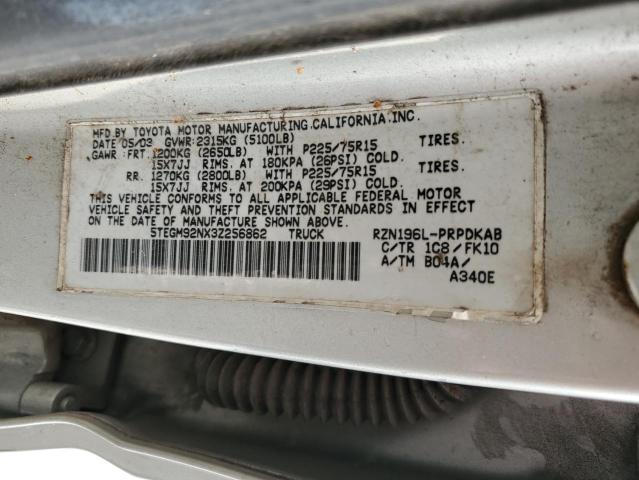 MFD.BY TOYOTA MOTOR MANUFACTURING.CALIFORNIA.INC.
DATE 05/03 GVWR:2315KG (5100LB)
GAWR: FRT.1200KG (2650LB) WITH P225/75R15 TIRES.
15X7JJ RIMS. AT 180KPA (26PSI) COLD.
RR. 1270KG (2800LB) WITH P225/75R15 TIRES.
15X7JJ RIMS. AT 200KPA (29PSI) COLD.
THIS VEHICLE CONFORMS TO ALL APPLICABLE FEDERAL MOTOR
VEHICLE SAFETY AND THEFT PREVENTION STANDARDS IN EFFECT
ON THE DATE OF MANUFACTURE SHOWN ABOVE.
5TEGM92NX3Z256862 TRUCK RZN196L-PRPDKAB
C/TR 1C8/FK10
A/TM B04A/
A340E